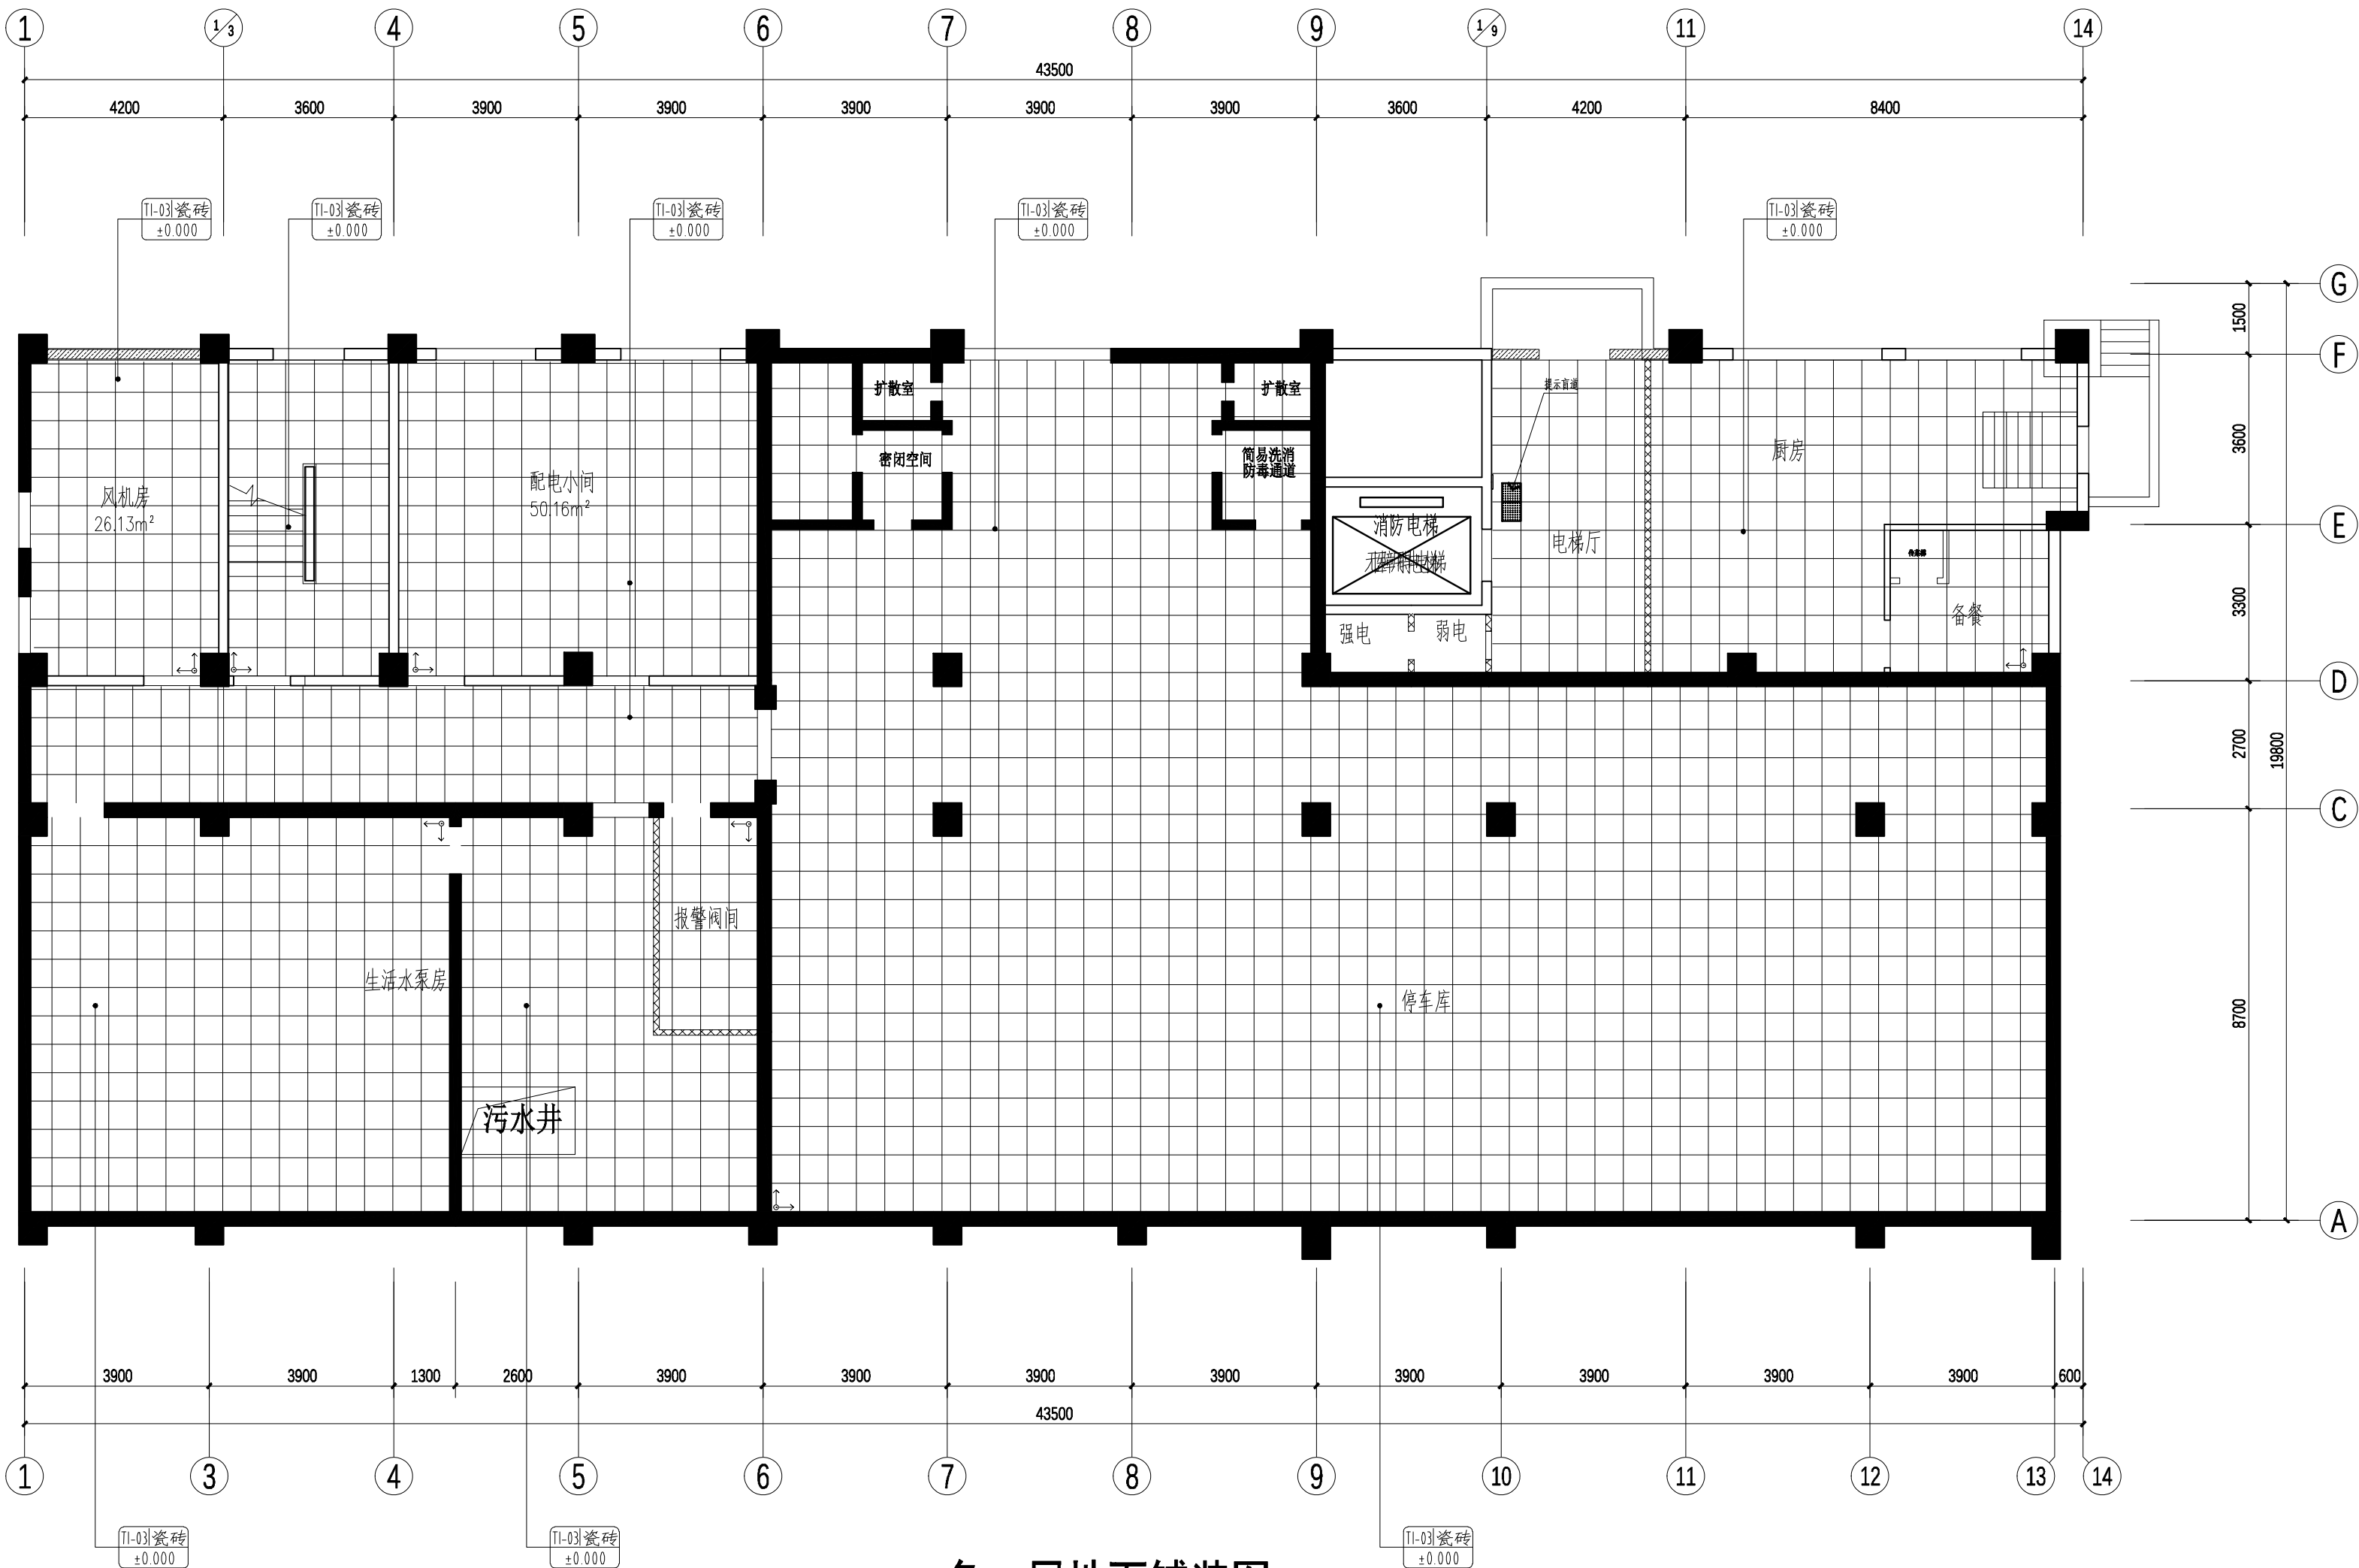 1 1/3 4 5 6 7 8 9 1/9 11 14
43500
4200 3600 3900 3900 3900 3900 3900 3600 4200 8400
TI-03 瓷砖 TI-03 瓷砖 TI-03 瓷砖 TI-03 瓷砖 TI-03 瓷砖
±0.000 ±0.000 ±0.000 ±0.000 ±0.000
G
1500
F
扩散室 扩散室
提示盲道
3600
厨房
密闭空间
简易洗消
防毒通道
风机房
26.13m²
配电小间
50.16m²
消防电梯
E
电梯厅
3300
备餐
强电 弱电
D
2700
19800
C
报警阀间
生活水泵房
停车库
8700
污水井
A
3900 3900 1300 2600 3900 3900 3900 3900 3900 3900 3900 3900 600
43500
1 3 4 5 6 7 8 9 10 11 12 13 14
TI-03 瓷砖 TI-03 瓷砖 TI-03 瓷砖
±0.000 ±0.000 ±0.000